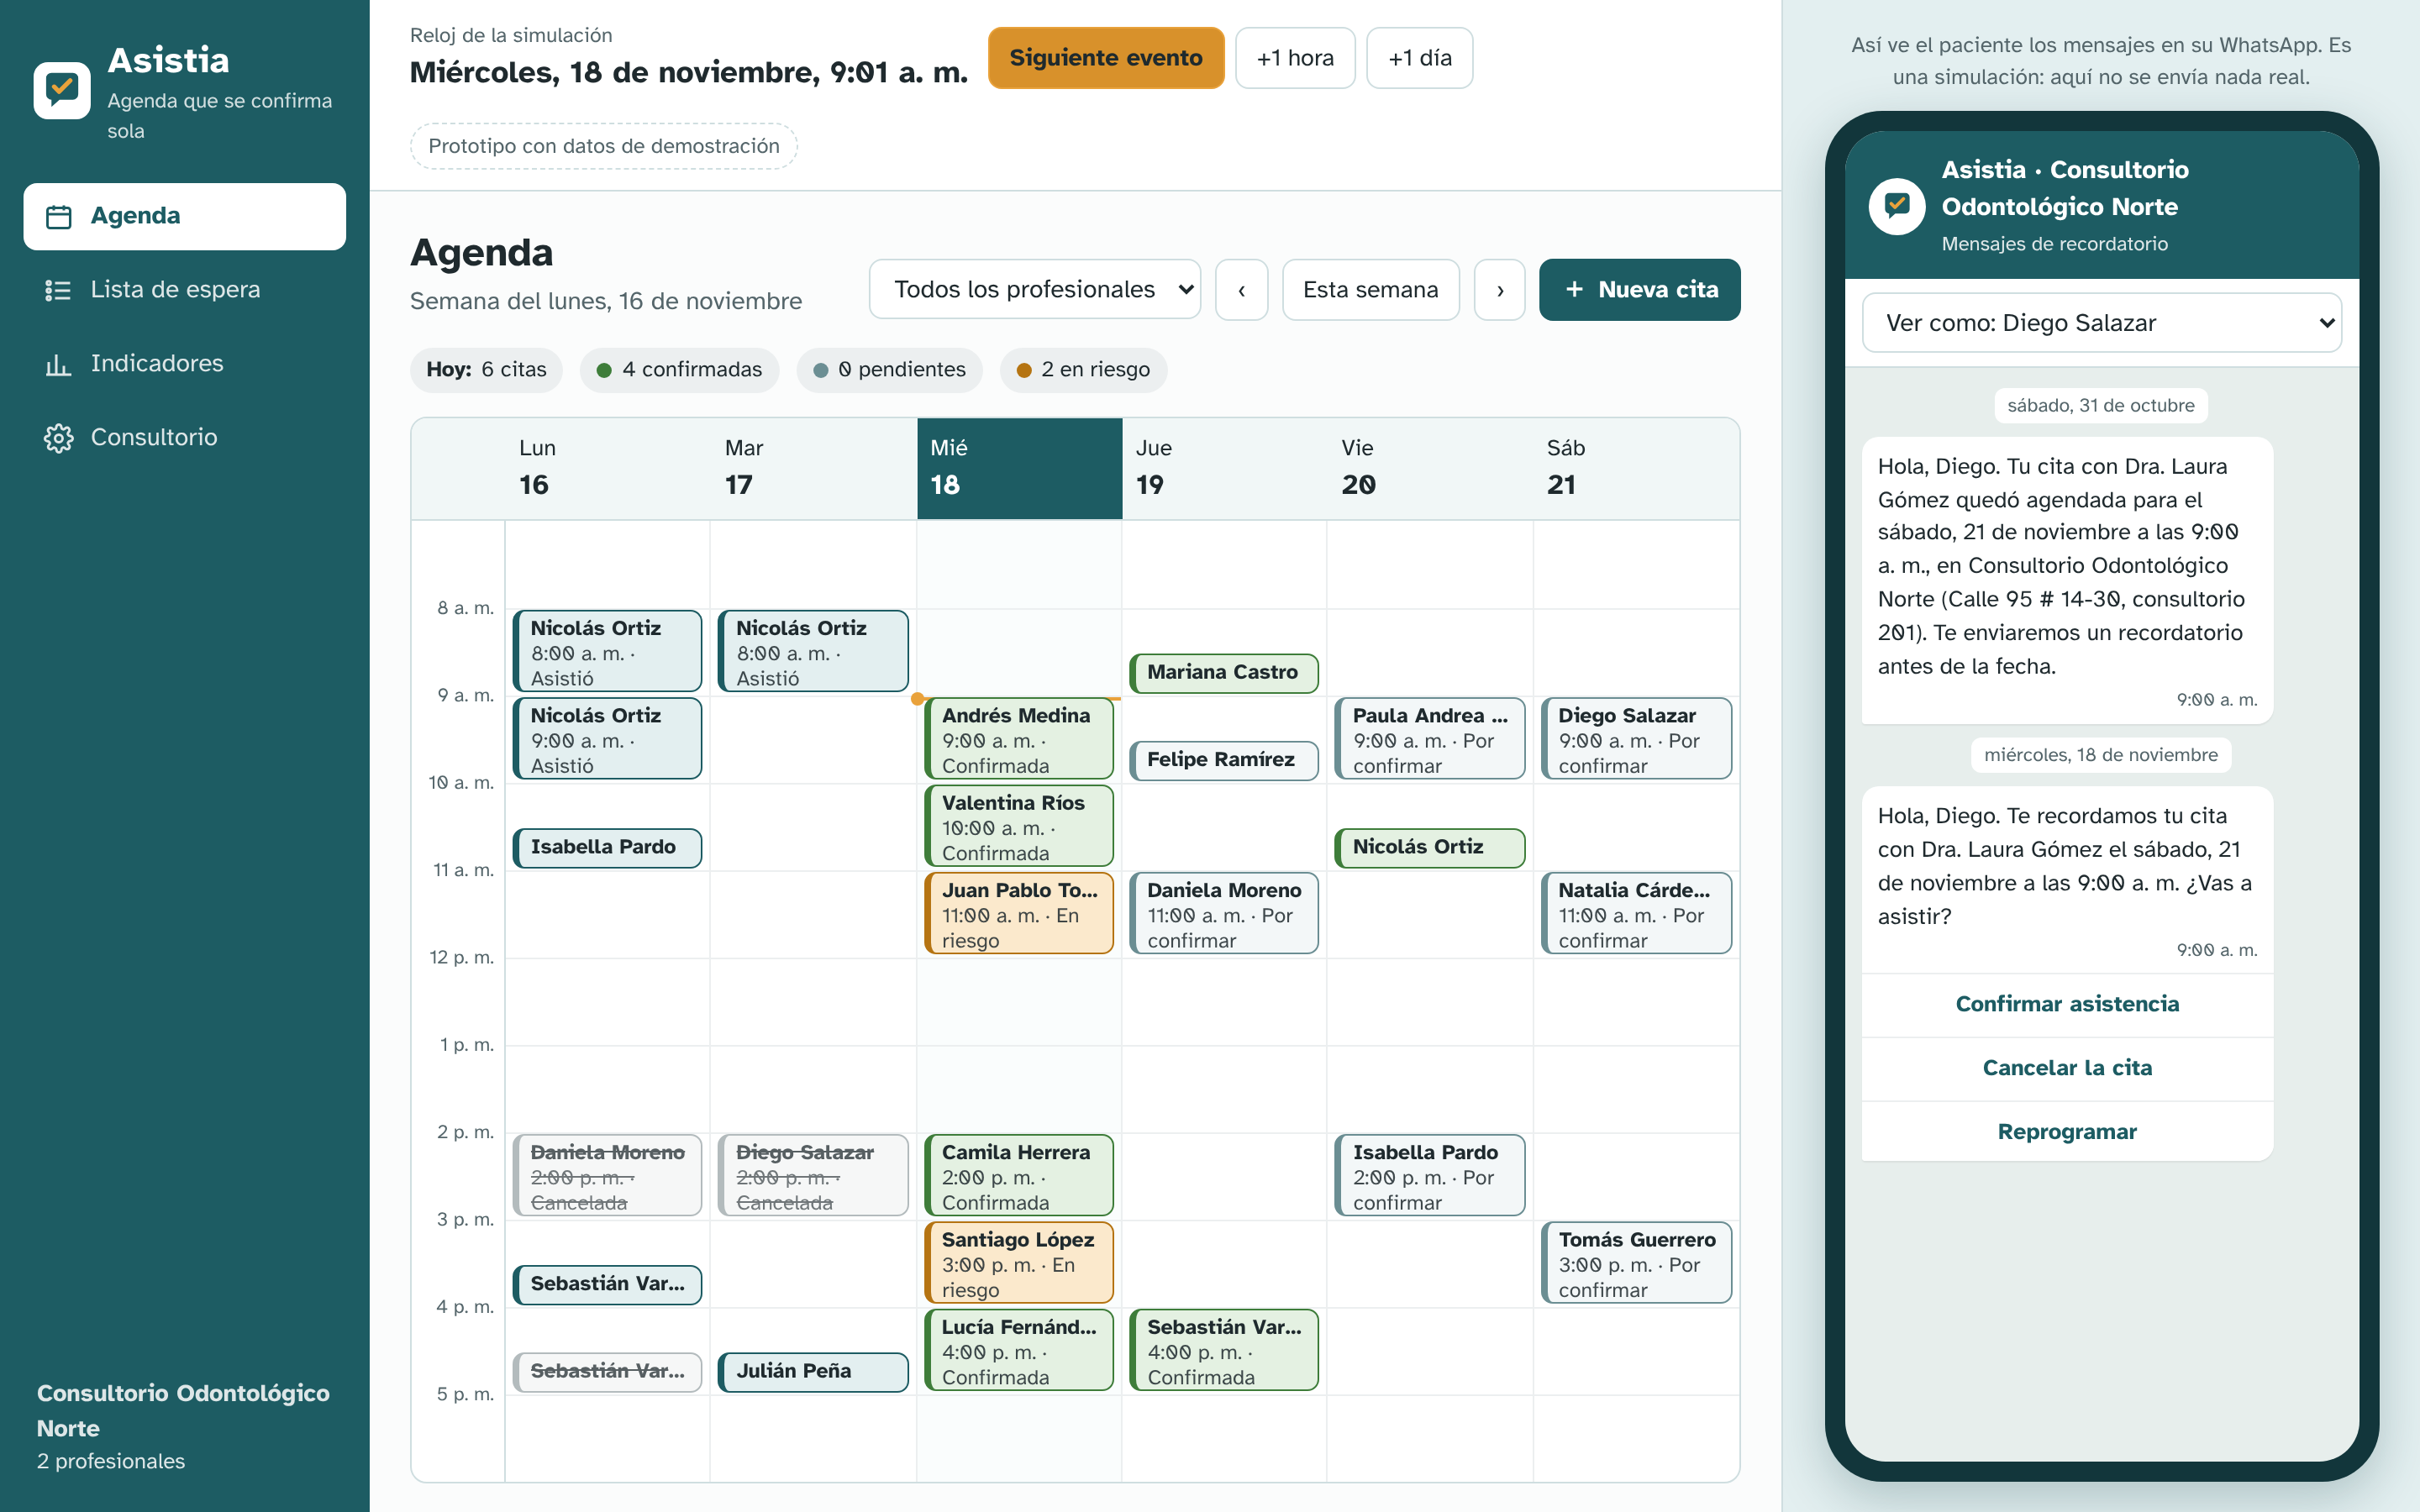 Asistia
Agenda que se confirma
sola
Agenda
Lista de espera
Indicadores
Consultorio
Consultorio Odontológico
Norte
2 profesionales
Reloj de la simulación
Miércoles, 18 de noviembre, 9:01 a. m.
Siguiente evento
+1 hora
+1 día
Prototipo con datos de demostración
Agenda
Semana del lunes, 16 de noviembre
Todos los profesionales
‹
Esta semana
›
+ Nueva cita
Hoy: 6 citas
4 confirmadas
0 pendientes
2 en riesgo
Lun
16
Mar
17
Mié
18
Jue
19
Vie
20
Sáb
21
8 a. m.
9 a. m.
10 a. m.
11 a. m.
12 p. m.
1 p. m.
2 p. m.
3 p. m.
4 p. m.
5 p. m.
Nicolás Ortiz
8:00 a. m. ·
Asistió
Nicolás Ortiz
9:00 a. m. ·
Asistió
Isabella Pardo
Daniela Moreno
2:00 p. m. ·
Cancelada
Sebastián Var...
Sebastián Var...
Nicolás Ortiz
8:00 a. m. ·
Asistió
Diego Salazar
2:00 p. m. ·
Cancelada
Julián Peña
Andrés Medina
9:00 a. m. ·
Confirmada
Valentina Ríos
10:00 a. m. ·
Confirmada
Juan Pablo To...
11:00 a. m. · En
riesgo
Camila Herrera
2:00 p. m. ·
Confirmada
Santiago López
3:00 p. m. · En
riesgo
Lucía Fernánd...
4:00 p. m. ·
Confirmada
Mariana Castro
Felipe Ramírez
Daniela Moreno
11:00 a. m. · Por
confirmar
Sebastián Var...
4:00 p. m. ·
Confirmada
Paula Andrea ...
9:00 a. m. · Por
confirmar
Nicolás Ortiz
Isabella Pardo
2:00 p. m. · Por
confirmar
Diego Salazar
9:00 a. m. · Por
confirmar
Natalia Cárde...
11:00 a. m. · Por
confirmar
Tomás Guerrero
3:00 p. m. · Por
confirmar
Así ve el paciente los mensajes en su WhatsApp. Es
una simulación: aquí no se envía nada real.
Asistia · Consultorio
Odontológico Norte
Mensajes de recordatorio
Ver como: Diego Salazar
sábado, 31 de octubre
Hola, Diego. Tu cita con Dra. Laura
Gómez quedó agendada para el
sábado, 21 de noviembre a las 9:00
a. m., en Consultorio Odontológico
Norte (Calle 95 # 14-30, consultorio
201). Te enviaremos un recordatorio
antes de la fecha.
9:00 a. m.
miércoles, 18 de noviembre
Hola, Diego. Te recordamos tu cita
con Dra. Laura Gómez el sábado, 21
de noviembre a las 9:00 a. m. ¿Vas a
asistir?
9:00 a. m.
Confirmar asistencia
Cancelar la cita
Reprogramar